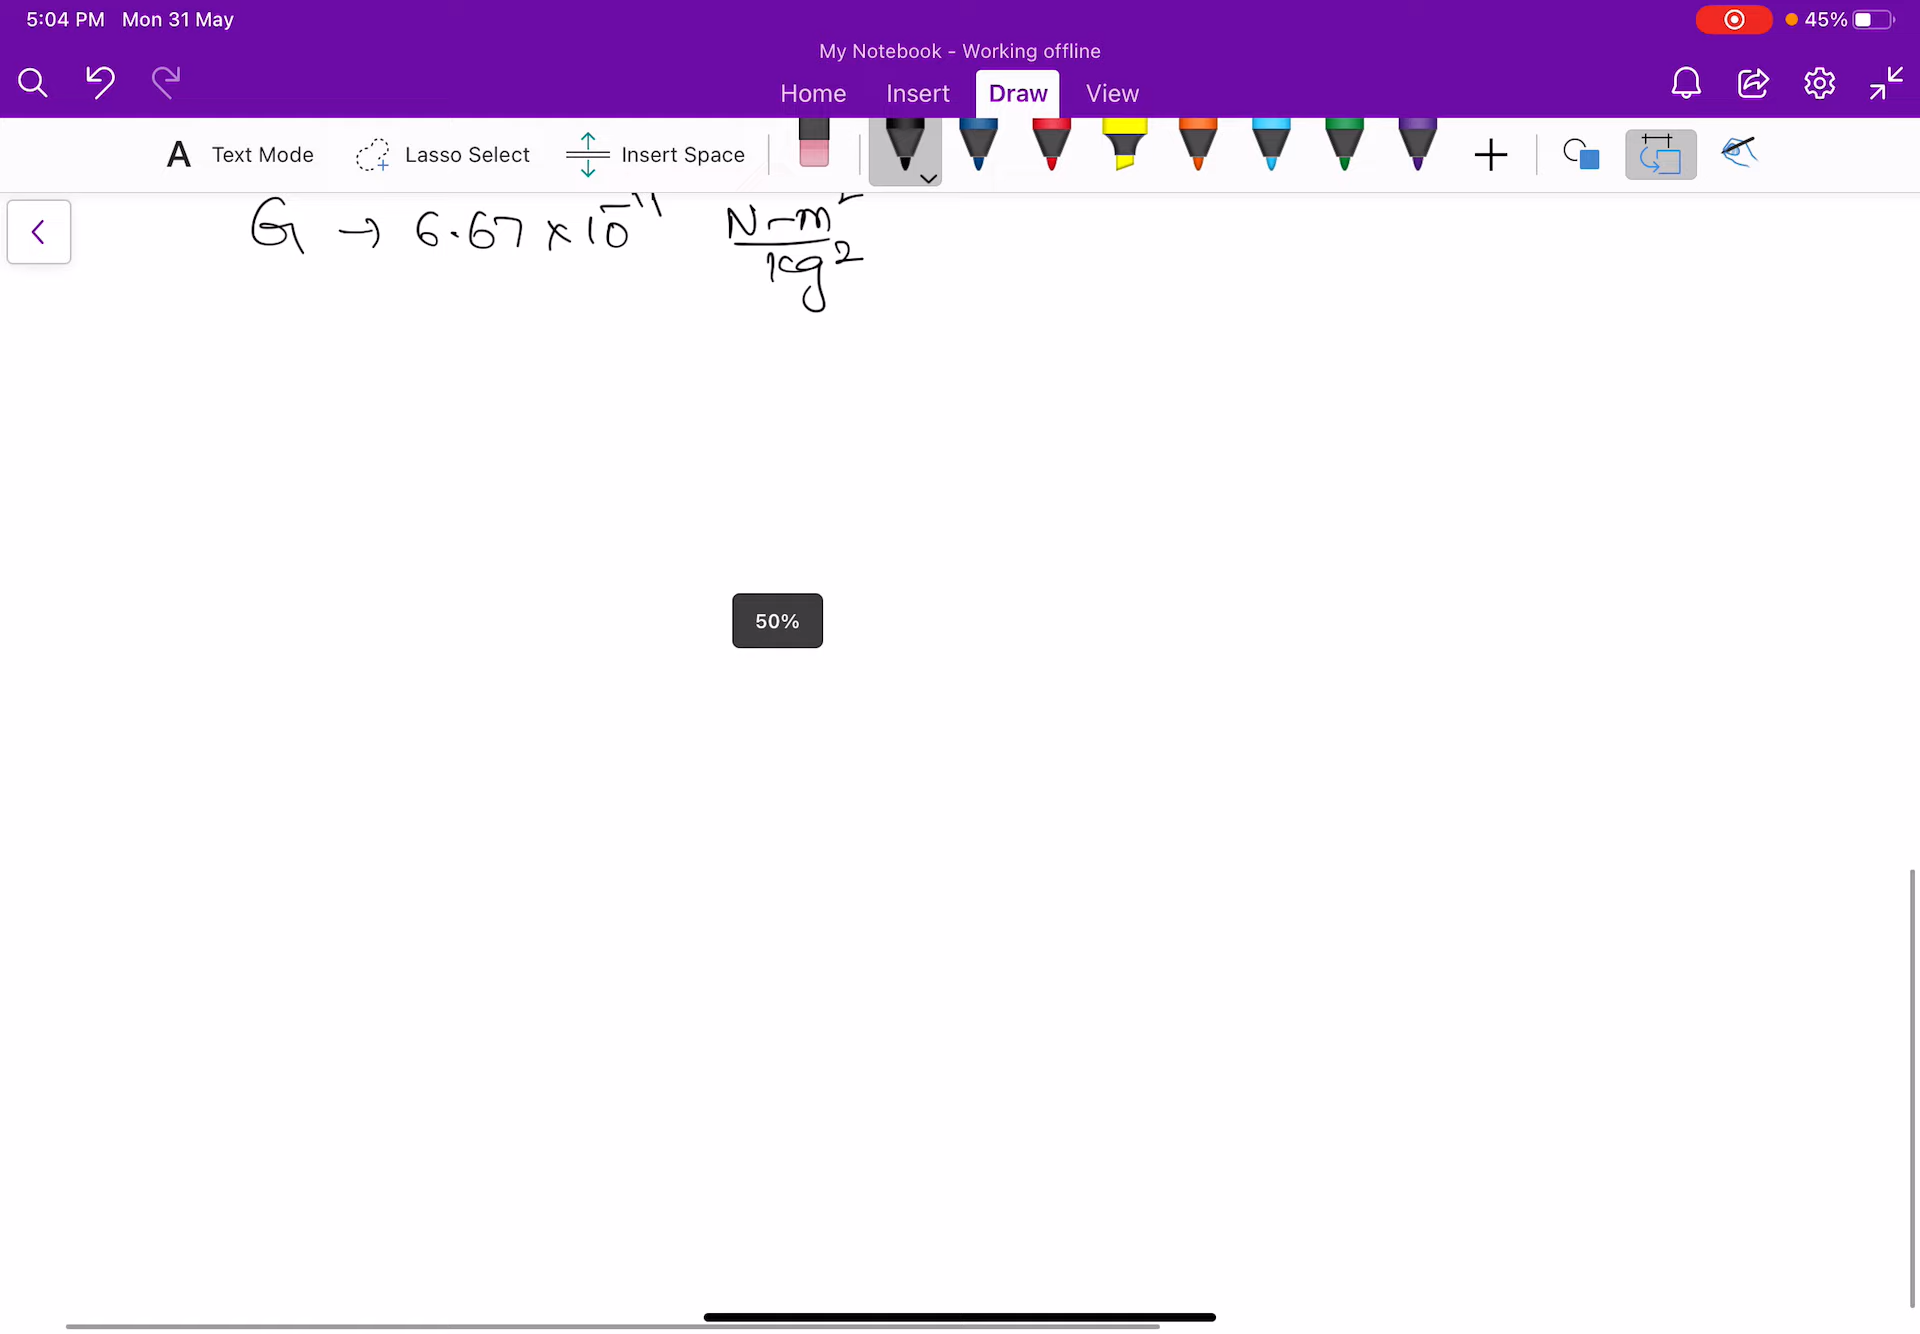 5:04 PM Mon 31 May
45%
My Notebook - Working offline
Home Insert Draw View
A Text Mode Lasso Select Insert Space
G → 6.67 × 10⁻¹¹ N-m² / kg²
50%